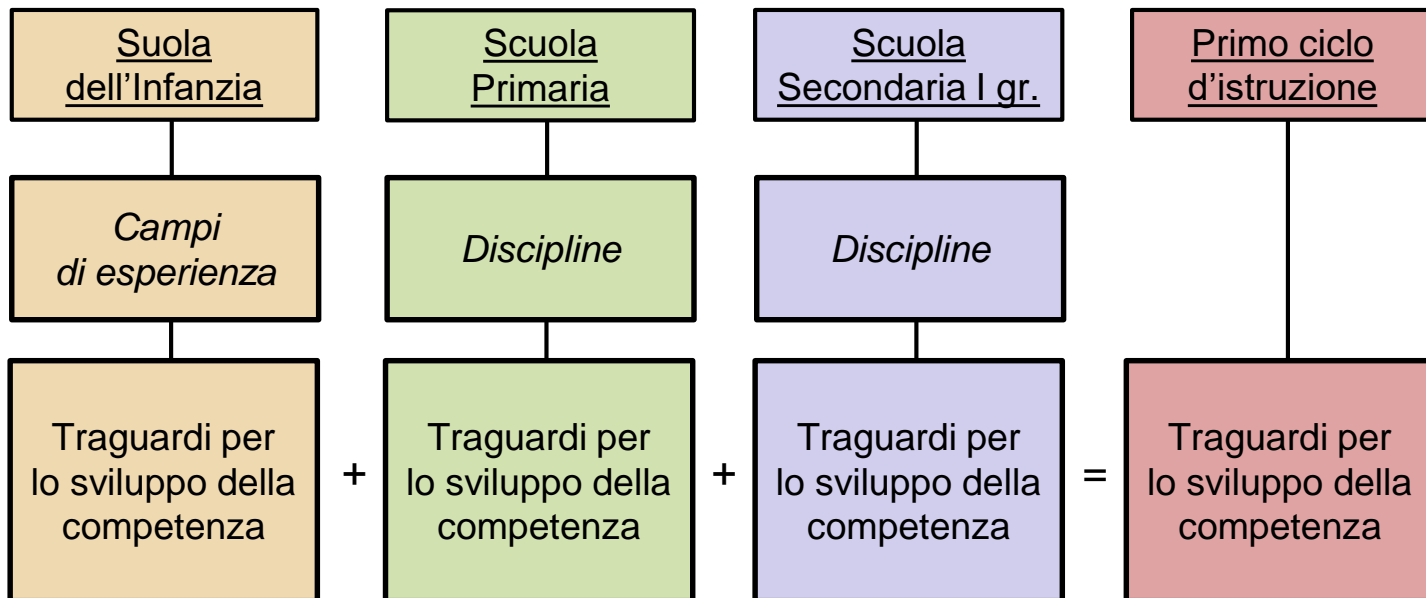 Suola
dell’Infanzia
Scuola
Primaria
Scuola
Secondaria I gr.
Primo ciclo
d’istruzione
Campi
di esperienza
Discipline
Discipline
Traguardi per
lo sviluppo della
competenza
+
Traguardi per
lo sviluppo della
competenza
+
Traguardi per
lo sviluppo della
competenza
=
Traguardi per
lo sviluppo della
competenza